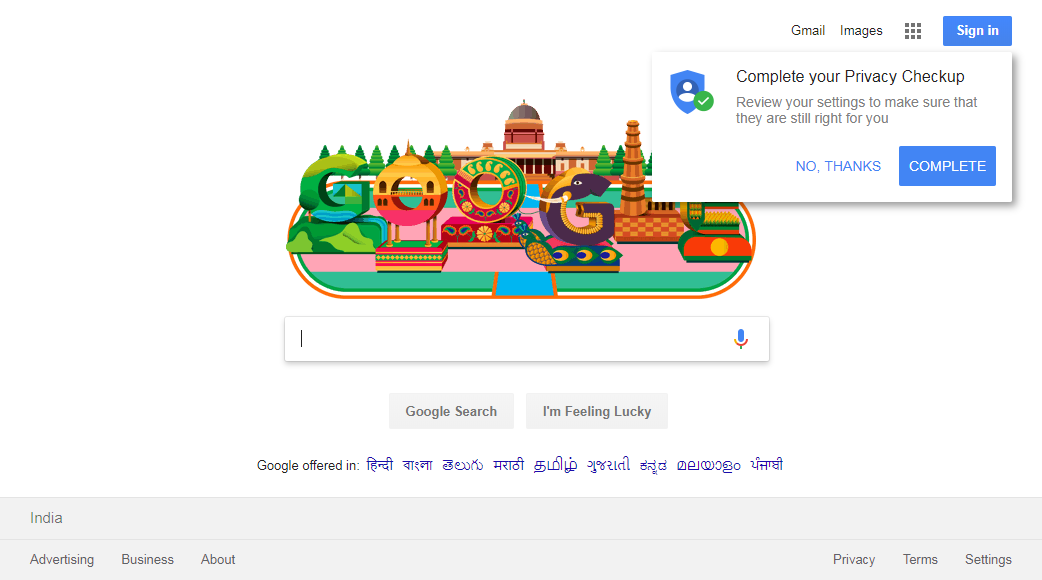 Gmail Images Sign in
Complete your Privacy Checkup
Review your settings to make sure that
they are still right for you
NO, THANKS COMPLETE
Google Search I'm Feeling Lucky
Google offered in: हिन्दी বাংলা తెలుగు मराठी தமிழ் ગુજરાતી ಕನ್ನಡ മലയാളം ਪੰਜਾਬੀ
India
Advertising Business About Privacy Terms Settings